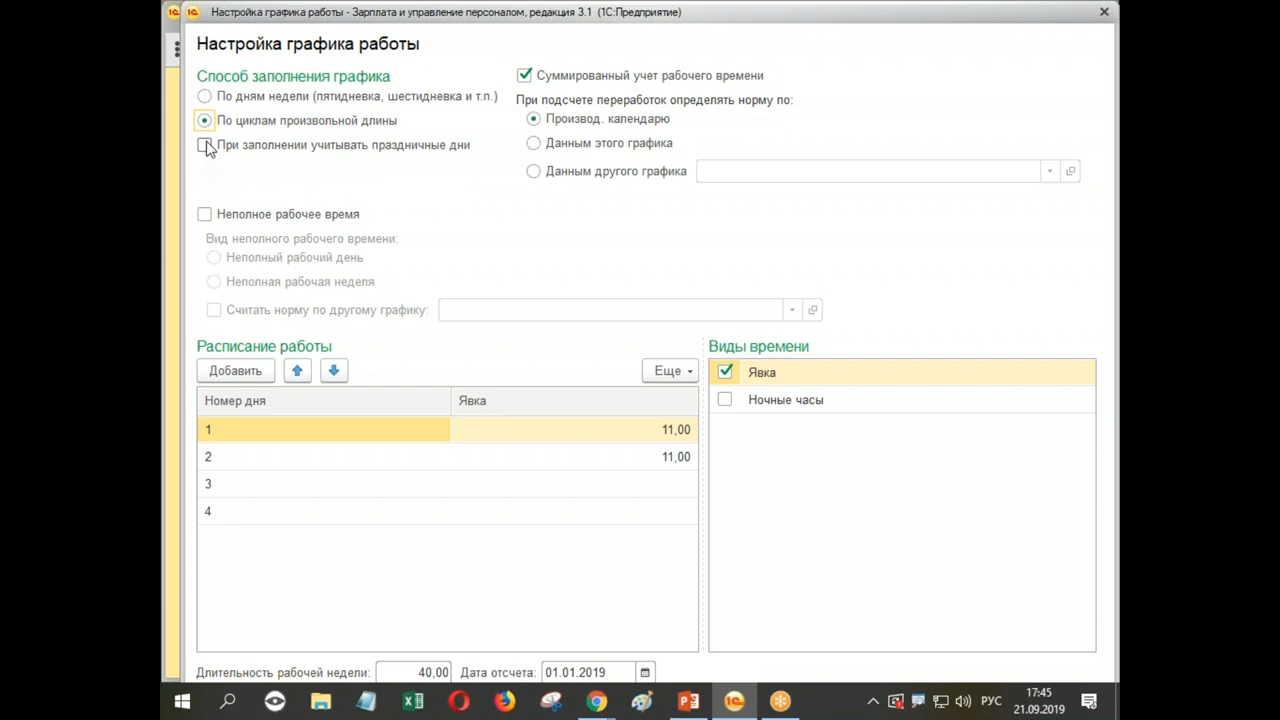 Настройка графика работы - Зарплата и управление персоналом, редакция 3.1 (1С:Предприятие)
Настройка графика работы
Способ заполнения графика
По дням недели (пятидневка, шестидневка и т.п.)
По циклам произвольной длины
При заполнении учитывать праздничные дни
Суммированный учет рабочего времени
При подсчете переработок определять норму по:
Производ. календарю
Данным этого графика
Данным другого графика
Неполное рабочее время
Вид неполного рабочего времени:
Неполный рабочий день
Неполная рабочая неделя
Считать норму по другому графику:
Расписание работы
Добавить
Еще
Номер дня Явка
1 11,00
2 11,00
3
4
Виды времени
Явка
Ночные часы
Длительность рабочей недели: 40,00 Дата отсчета: 01.01.2019
РУС
17:45
21.09.2019